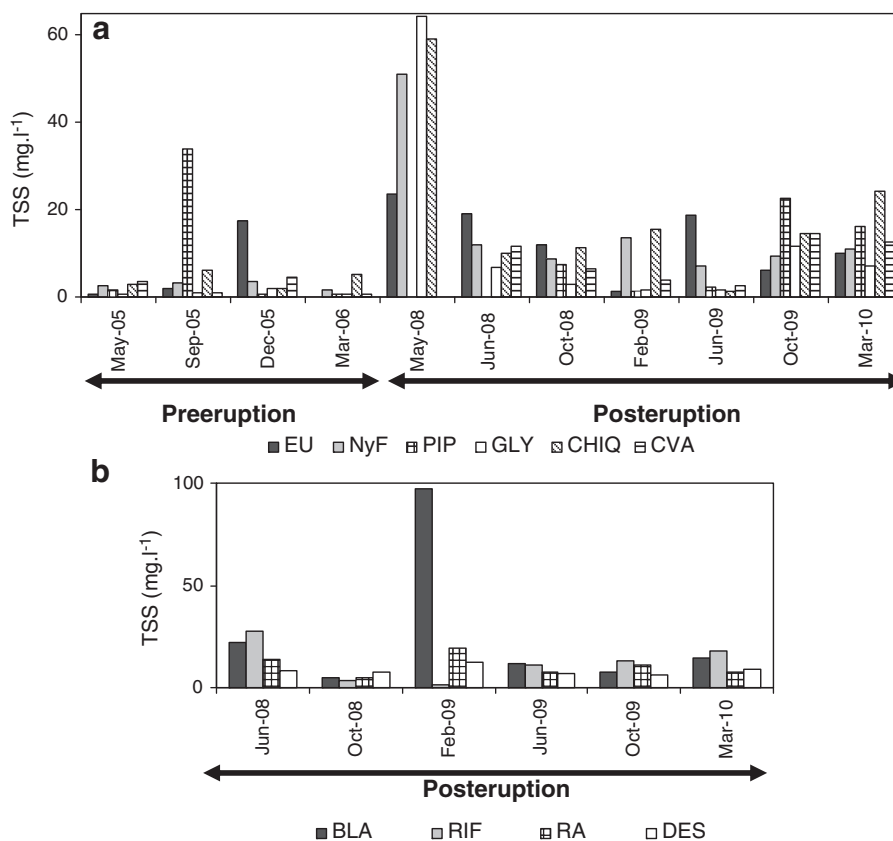 a
TSS (mg.l-1)
60
40
20
0
May-05
Sep-05
Dec-05
Mar-06
May-08
Jun-08
Oct-08
Feb-09
Jun-09
Oct-09
Mar-10
Preeruption
Posteruption
EU NyF PIP GLY CHIQ CVA
b
TSS (mg.l-1)
100
50
0
Jun-08
Oct-08
Feb-09
Jun-09
Oct-09
Mar-10
Posteruption
BLA RIF RA DES